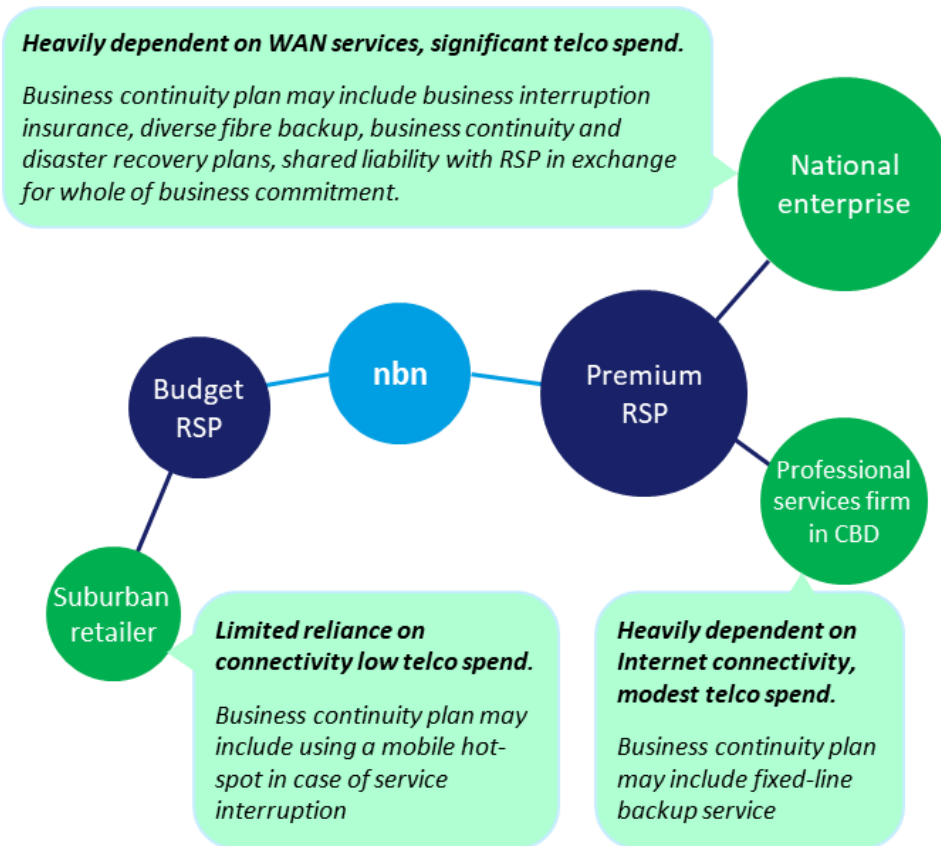 Heavily dependent on WAN services, significant telco spend.
Business continuity plan may include business interruption
insurance, diverse fibre backup, business continuity and
disaster recovery plans, shared liability with RSP in exchange
for whole of business commitment.
National
enterprise
nbn
Premium
RSP
Budget
RSP
Professional
services firm
in CBD
Suburban
retailer
Limited reliance on
connectivity low telco spend.
Business continuity plan may
include using a mobile hot-
spot in case of service
interruption
Heavily dependent on
Internet connectivity,
modest telco spend.
Business continuity plan
may include fixed-line
backup service